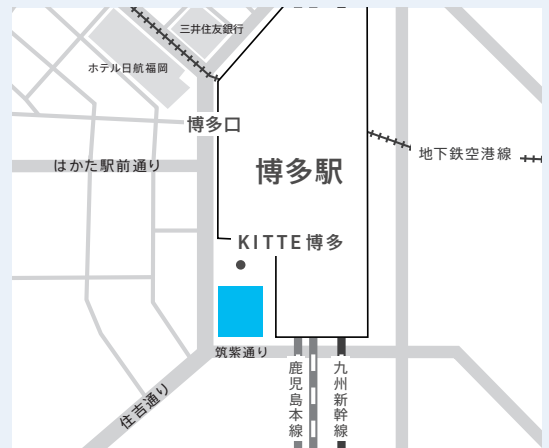 三井住友銀行
ホテル日航福岡
博多口
地下鉄空港線
はかた駅前通り
博多駅
KITTE博多
筑紫通り
鹿児島本線
九州新幹線
住吉通り